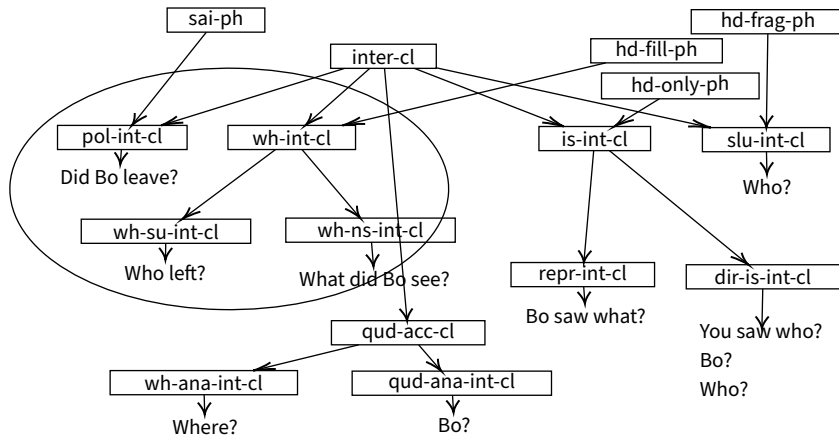 sai-ph
hd-frag-ph
inter-cl
hd-fill-ph
hd-only-ph
pol-int-cl
wh-int-cl
is-int-cl
slu-int-cl
Did Bo leave?
Who?
wh-su-int-cl
wh-ns-int-cl
Who left?
What did Bo see?
repr-int-cl
dir-is-int-cl
Bo saw what?
You saw who?
Bo?
Who?
qud-acc-cl
wh-ana-int-cl
qud-ana-int-cl
Where?
Bo?